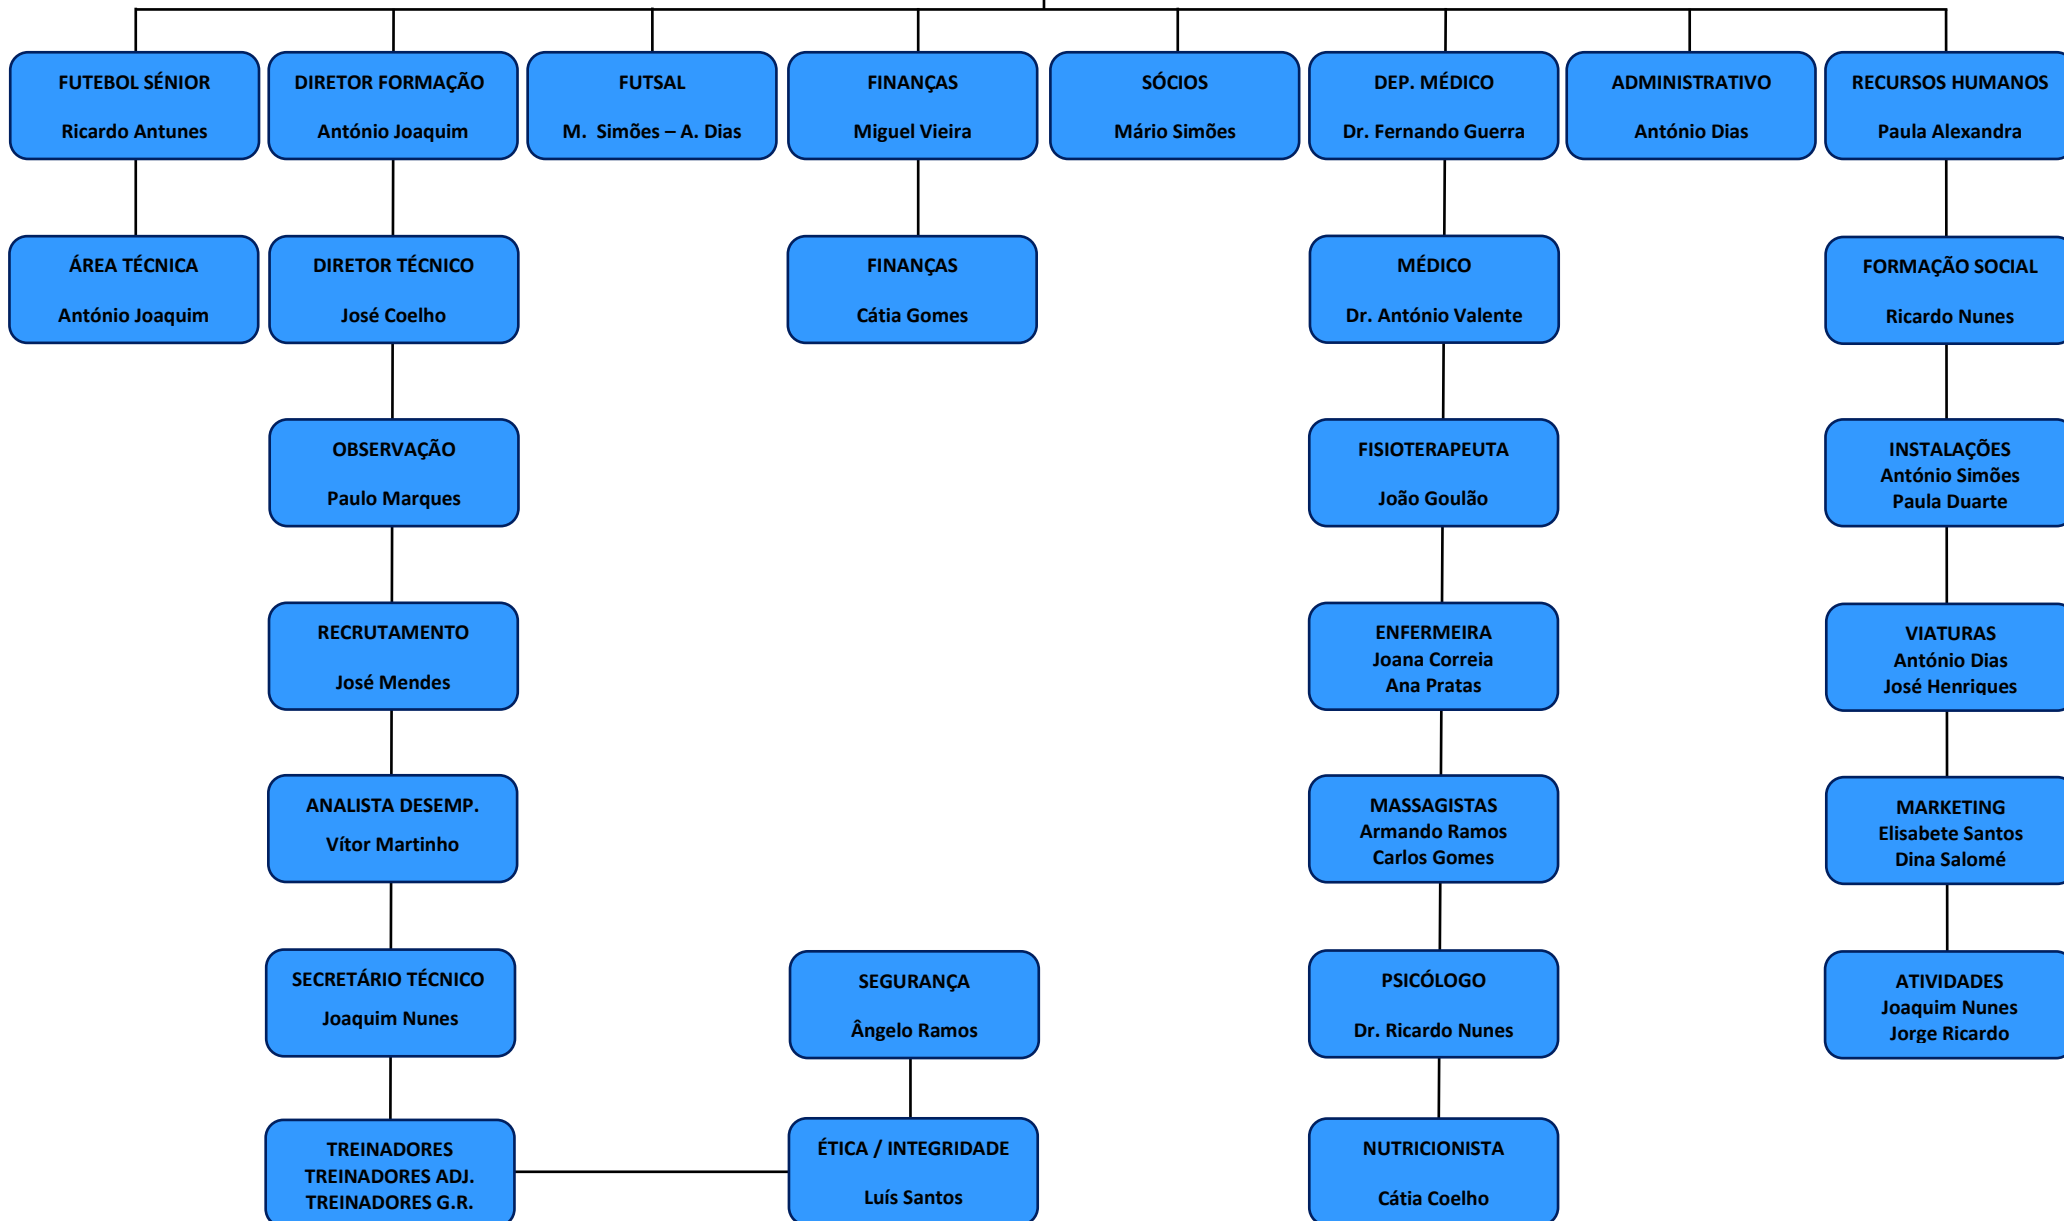 FUTEBOL SÉNIOR
Ricardo Antunes
DIRETOR FORMAÇÃO
António Joaquim
FUTSAL
M. Simões – A. Dias
FINANÇAS
Miguel Vieira
SÓCIOS
Mário Simões
DEP. MÉDICO
Dr. Fernando Guerra
ADMINISTRATIVO
António Dias
RECURSOS HUMANOS
Paula Alexandra
ÁREA TÉCNICA
António Joaquim
DIRETOR TÉCNICO
José Coelho
FINANÇAS
Cátia Gomes
MÉDICO
Dr. António Valente
FORMAÇÃO SOCIAL
Ricardo Nunes
OBSERVAÇÃO
Paulo Marques
FISIOTERAPEUTA
João Goulão
INSTALAÇÕES
António Simões
Paula Duarte
RECRUTAMENTO
José Mendes
ENFERMEIRA
Joana Correia
Ana Pratas
VIATURAS
António Dias
José Henriques
ANALISTA DESEMP.
Vítor Martinho
MASSAGISTAS
Armando Ramos
Carlos Gomes
MARKETING
Elisabete Santos
Dina Salomé
SECRETÁRIO TÉCNICO
Joaquim Nunes
SEGURANÇA
Ângelo Ramos
PSICÓLOGO
Dr. Ricardo Nunes
ATIVIDADES
Joaquim Nunes
Jorge Ricardo
TREINADORES
TREINADORES ADJ.
TREINADORES G.R.
ÉTICA / INTEGRIDADE
Luís Santos
NUTRICIONISTA
Cátia Coelho